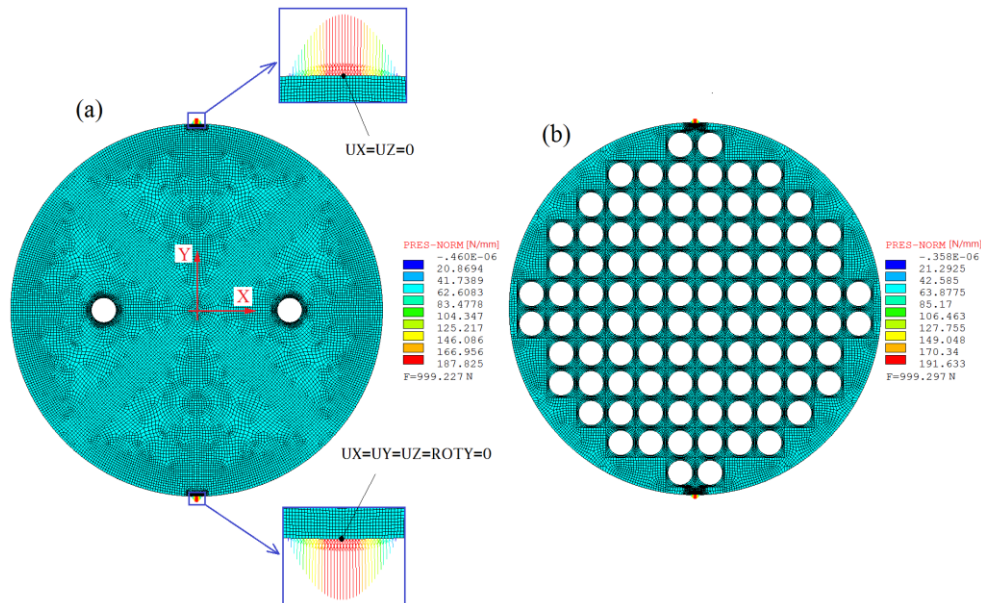 (a)
UX=UZ=0
(b)
Y
X
PRES-NORM [N/mm]
-.460E-06
20.8694
41.7389
62.6083
83.4778
104.347
125.217
146.086
166.956
187.825
F=999.227 N
PRES-NORM [N/mm]
-.358E-06
21.2925
42.585
63.8775
85.17
106.463
127.755
149.048
170.34
191.633
F=999.297 N
UX=UY=UZ=ROTY=0